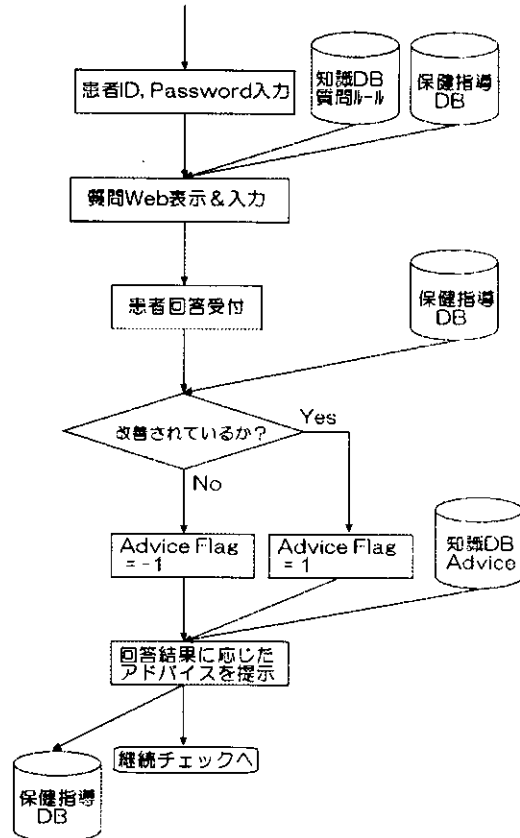 患者ID, Password入力
知識DB
質問ルール
保健指導
DB
質問Web表示＆入力
患者回答受付
保健指導
DB
改善されているか？
Yes
No
Advice Flag
= -1
Advice Flag
= 1
知識DB
Advice
回答結果に応じた
アドバイスを提示
継続チェックへ
保健指導
DB